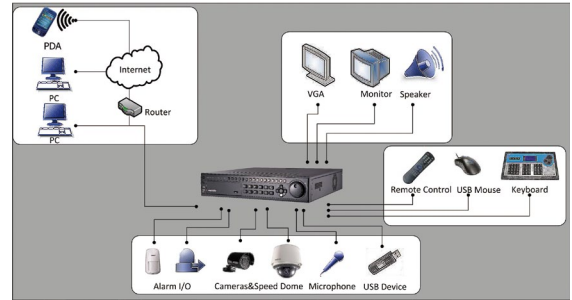 PDA
Internet
PC
Router
PC
VGA
Monitor
Speaker
Remote Control
USB Mouse
Keyboard
Alarm I/O
Cameras&Speed Dome
Microphone
USB Device